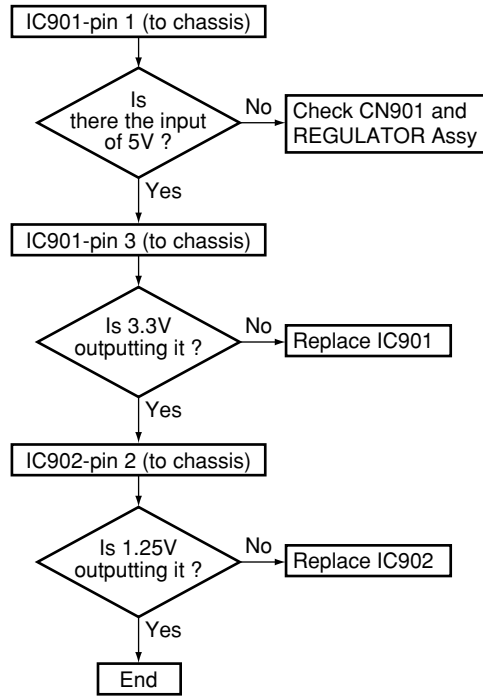 IC901-pin 1 (to chassis)
Is
there the input
of 5V ?
No
Check CN901 and
REGULATOR Assy
Yes
IC901-pin 3 (to chassis)
Is 3.3V
outputting it ?
No
Replace IC901
Yes
IC902-pin 2 (to chassis)
Is 1.25V
outputting it ?
No
Replace IC902
Yes
End